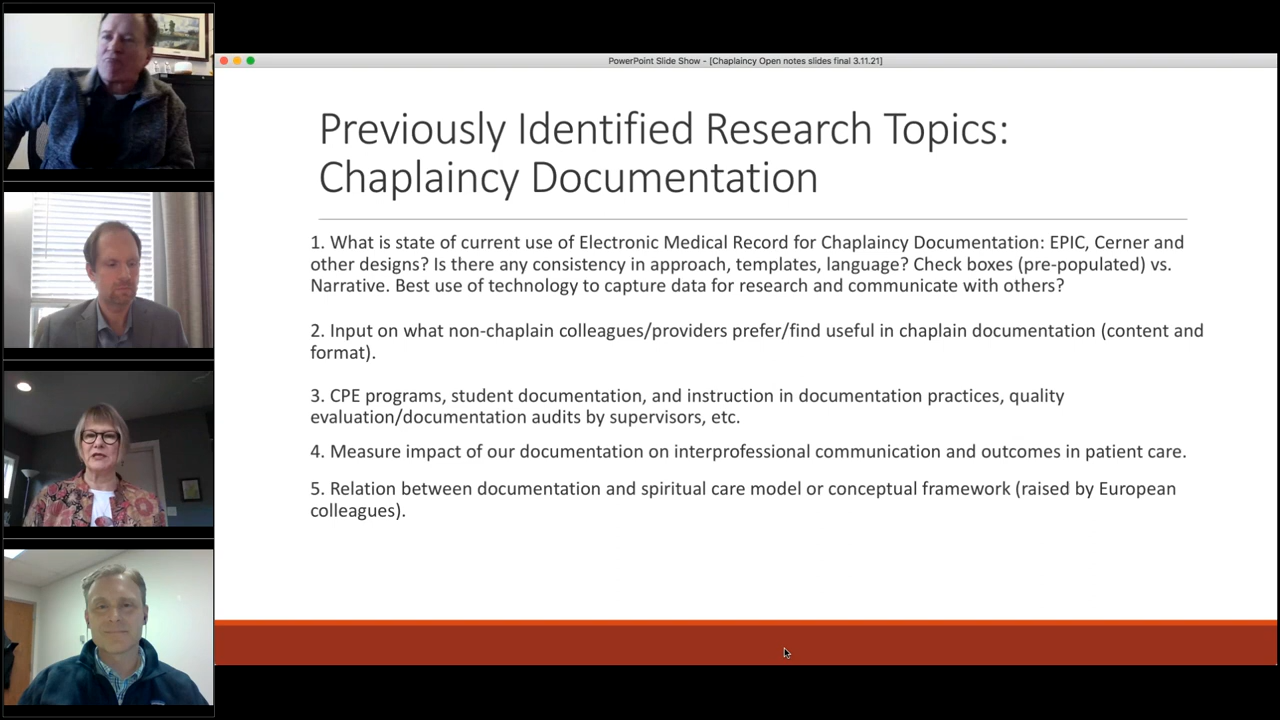 PowerPoint Slide Show - [Chaplaincy Open notes slides final 3.11.21]
Previously Identified Research Topics:
Chaplaincy Documentation
1. What is state of current use of Electronic Medical Record for Chaplaincy Documentation: EPIC, Cerner and
other designs? Is there any consistency in approach, templates, language? Check boxes (pre-populated) vs.
Narrative. Best use of technology to capture data for research and communicate with others?
2. Input on what non-chaplain colleagues/providers prefer/find useful in chaplain documentation (content and
format).
3. CPE programs, student documentation, and instruction in documentation practices, quality
evaluation/documentation audits by supervisors, etc.
4. Measure impact of our documentation on interprofessional communication and outcomes in patient care.
5. Relation between documentation and spiritual care model or conceptual framework (raised by European
colleagues).